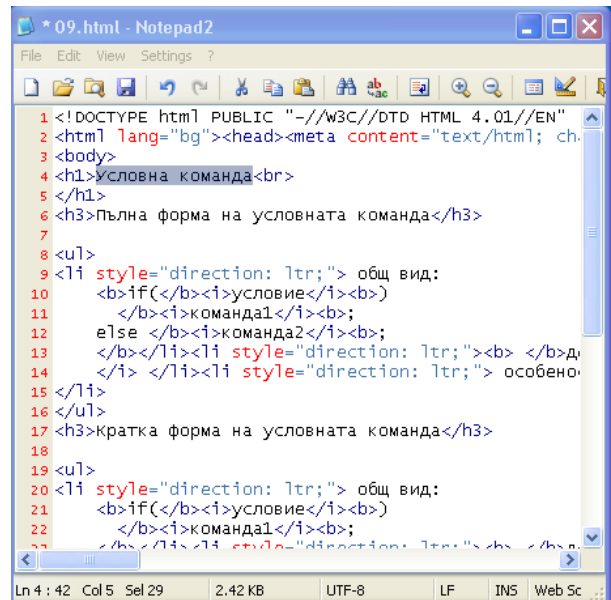 * 09.html - Notepad2
File Edit View Settings ?
1 <!DOCTYPE html PUBLIC "-//W3C//DTD HTML 4.01//EN"
2 <html lang="bg"><head><meta content="text/html; ch
3 <body>
4 <h1>Условна команда<br>
5 </h1>
6 <h3>Пълна форма на условната команда</h3>
7
8 <ul>
9 <li style="direction: ltr;"> общ вид:
10 <b>if(</b><i>условие</i><b>)
11 </b><i>команда1</i><b>;
12 else </b><i>команда2</i><b>;
13 </b></li><li style="direction: ltr;"><b> </b>д
14 </i> </li><li style="direction: ltr;"> особено
15 </li>
16 </ul>
17 <h3>Кратка форма на условната команда</h3>
18
19 <ul>
20 <li style="direction: ltr;"> общ вид:
21 <b>if(</b><i>условие</i><b>)
22 </b><i>команда1</i><b>;
Ln 4 : 42 Col 5 Sel 29 2.42 KB UTF-8 LF INS Web Sc